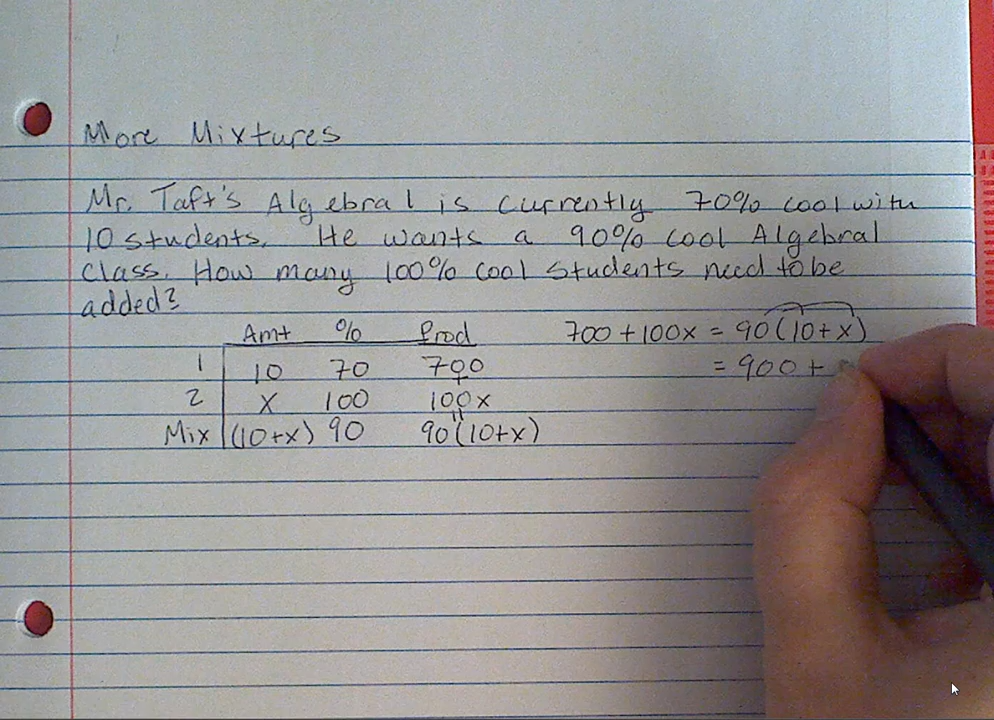 More Mixtures
Mr. Taft's Algebra1 is currently 70% cool with
10 students. He wants a 90% cool Algebra1
class. How many 100% cool students need to be
added?
Amt % Prod
1 10 70 700
+
2 x 100 100x
=
Mix (10+x) 90 90(10+x)
700 + 100x = 90(10+x)
= 900 +